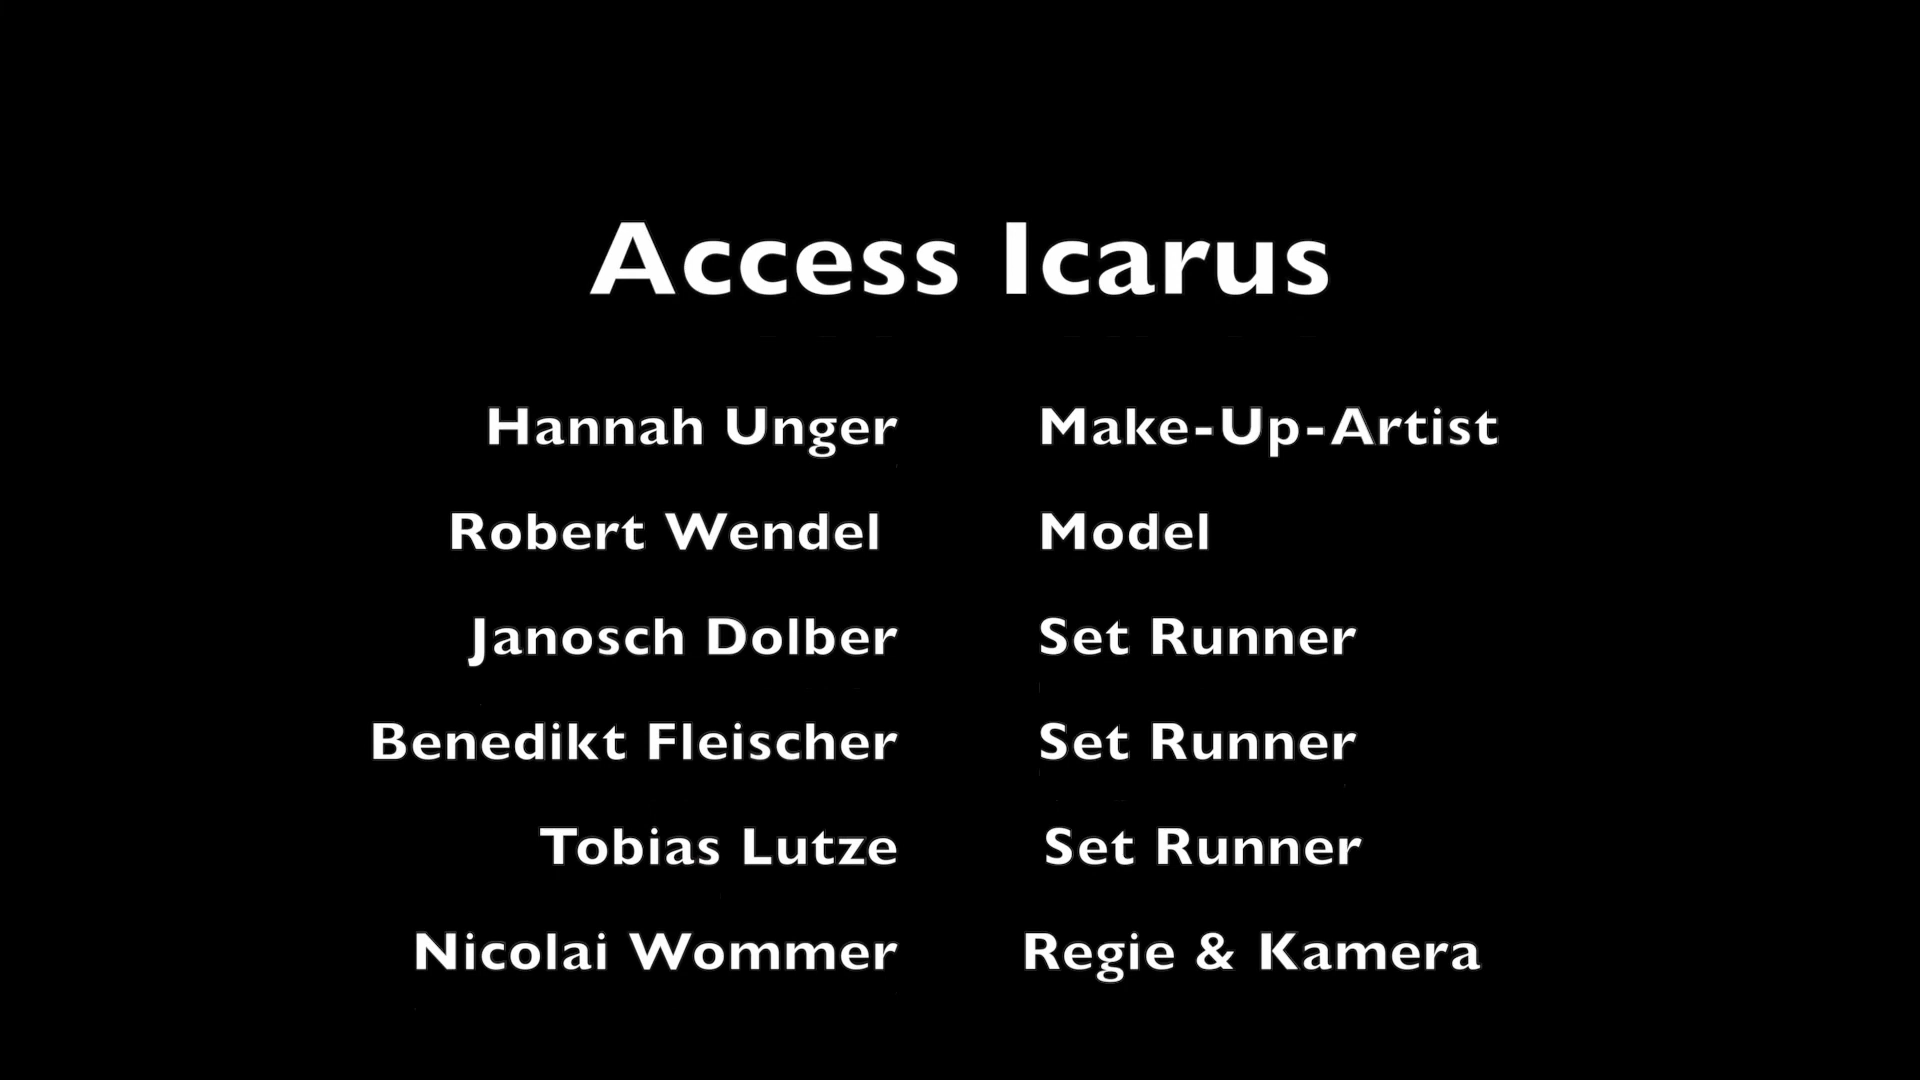 Access Icarus
Hannah Unger Make-Up-Artist
Robert Wendel Model
Janosch Dolber Set Runner
Benedikt Fleischer Set Runner
Tobias Lutze Set Runner
Nicolai Wommer Regie & Kamera